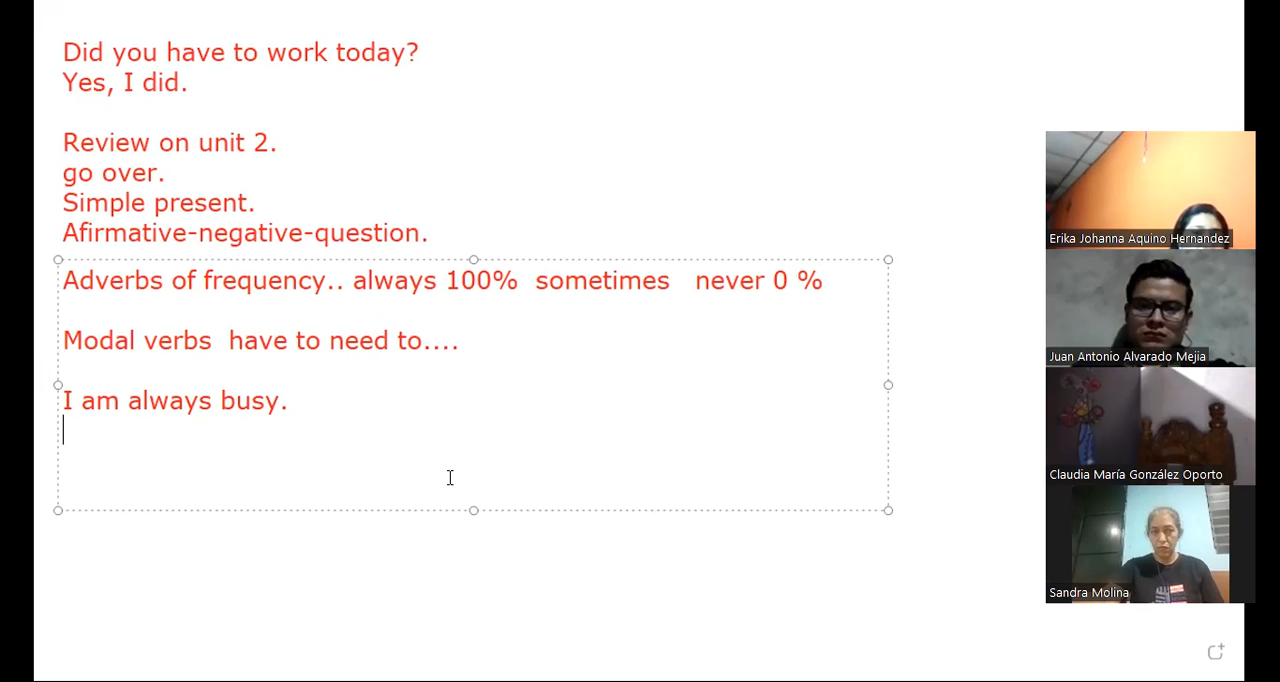 Did you have to work today?
Yes, I did.
Review on unit 2.
go over.
Simple present.
Afirmative-negative-question.
Adverbs of frequency.. always 100%  sometimes   never 0 %
Modal verbs  have to need to....
I am always busy.
Erika Johanna Aquino Hernandez
Juan Antonio Alvarado Mejia
Claudia María González Oporto
Sandra Molina